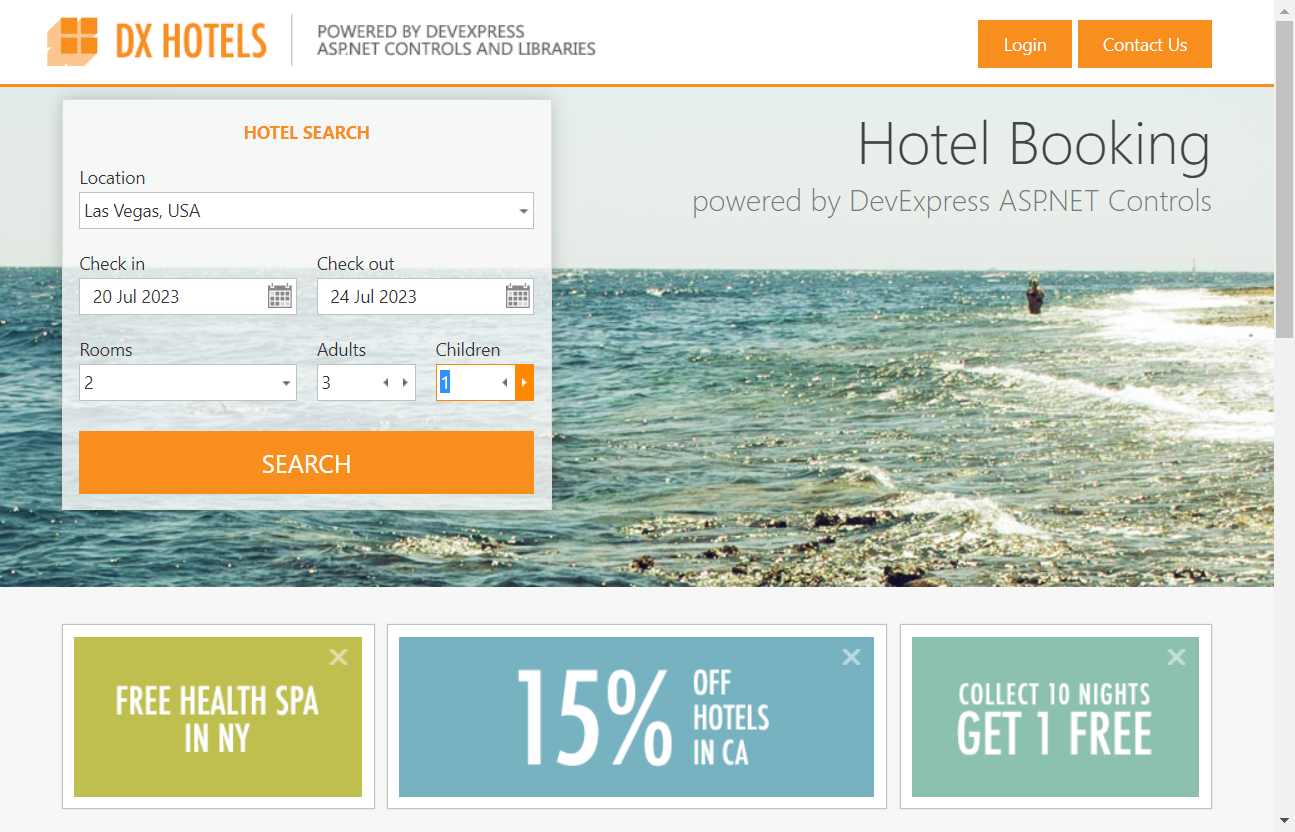 DX HOTELS
POWERED BY DEVEXPRESS
ASP.NET CONTROLS AND LIBRARIES
Login
Contact Us
HOTEL SEARCH
Location
Las Vegas, USA
Check in
Check out
20 Jul 2023
24 Jul 2023
Rooms
Adults
Children
2
3
1
SEARCH
Hotel Booking
powered by DevExpress ASP.NET Controls
FREE HEALTH SPA
IN NY
15%
OFF
HOTELS
IN CA
COLLECT 10 NIGHTS
GET 1 FREE